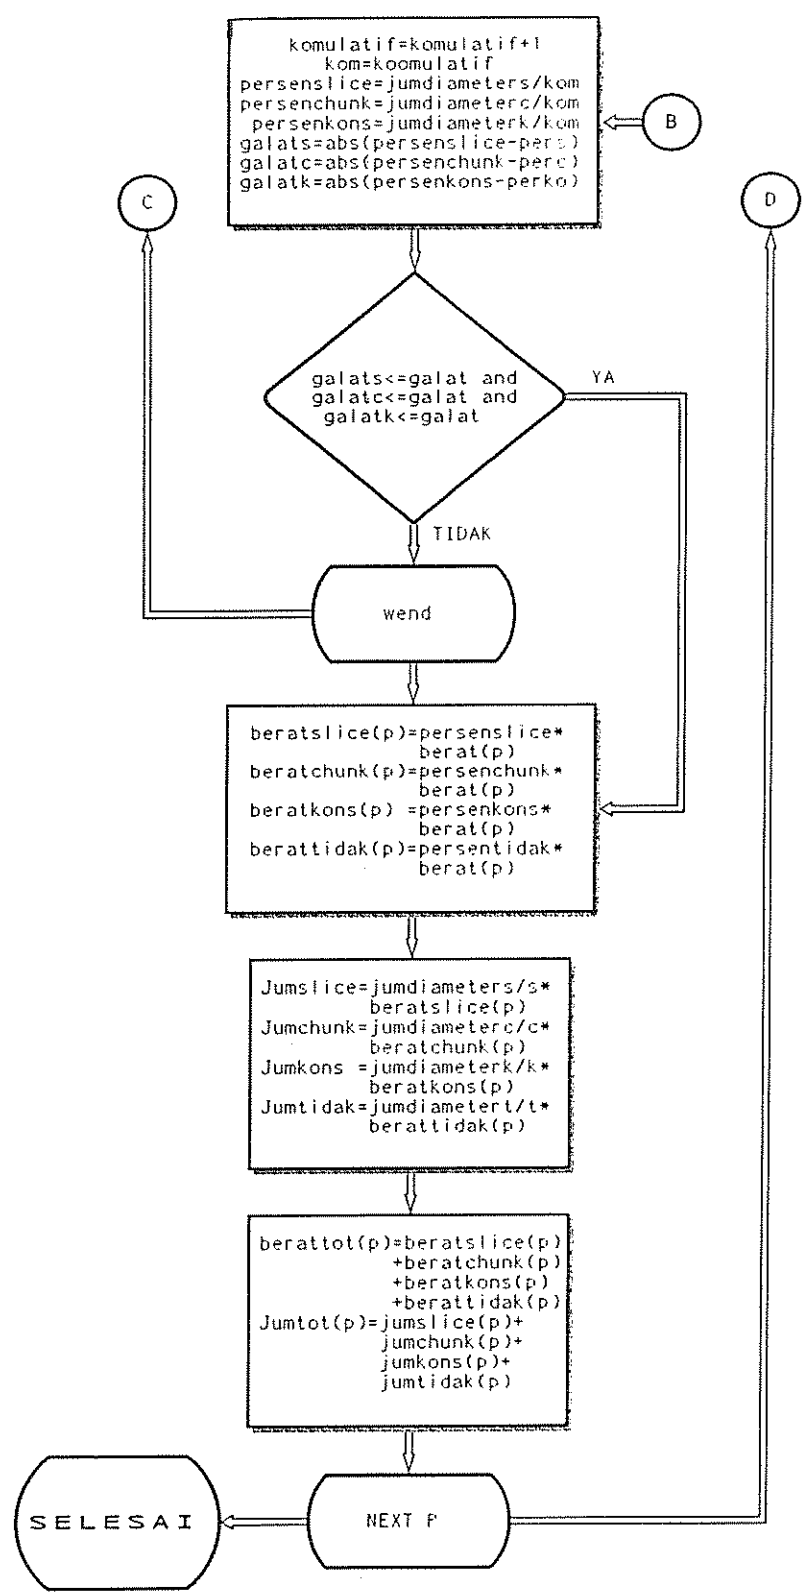 komulatif=komulatif+1
kom=koomulatif
persenslice=jumdiameters/kom
persenchunk=jumdiameterc/kom
persenkons=jumdiameterk/kom
galats=abs(persenslice-pers)
galatc=abs(persenchunk-perc)
galatk=abs(persenkons-perko)
B
C
D
galats<=galat and
galatc<=galat and
galatk<=galat
YA
TIDAK
wend
beratslice(p)=persenslice*
berat(p)
beratchunk(p)=persenchunk*
berat(p)
beratkons(p) =persenkons*
berat(p)
berattidak(p)=persentidak*
berat(p)
Jumslice=jumdiameters/s*
beratslice(p)
Jumchunk=jumdiameterc/c*
beratchunk(p)
Jumkons =jumdiameterk/k*
beratkons(p)
Jumtidak=jumdiametert/t*
berattidak(p)
berattot(p)=beratslice(p)
+beratchunk(p)
+beratkons(p)
+berattidak(p)
Jumtot(p)=jumslice(p)+
jumchunk(p)+
jumkons(p)+
jumtidak(p)
SELESAI
NEXT P